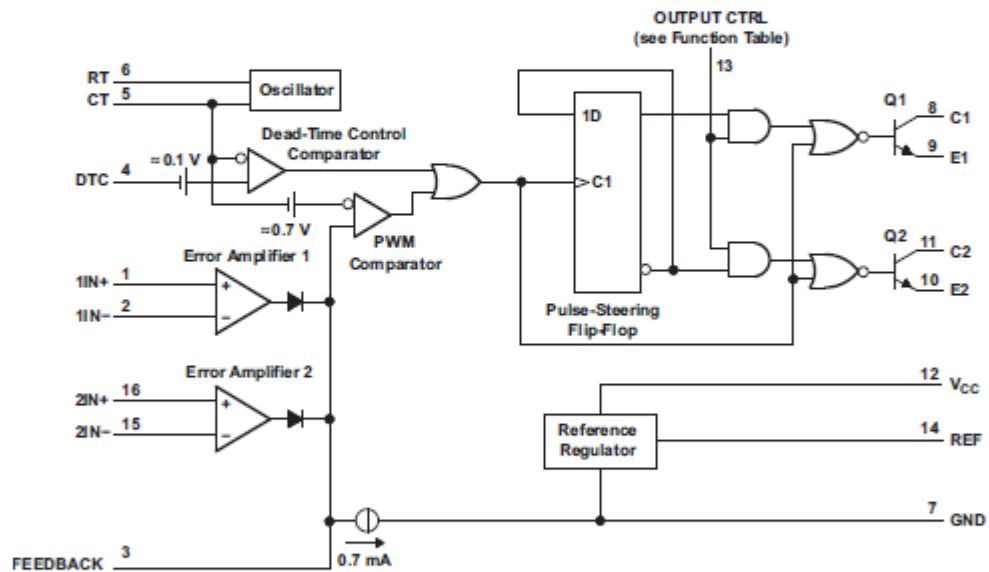 OUTPUT CTRL
(see Function Table)
13
RT 6
CT 5
Oscillator
Dead-Time Control
Comparator
≈ 0.1 V
DTC 4
≈0.7 V
PWM
Comparator
1D
C1
Pulse-Steering
Flip-Flop
Q1
8 C1
9 E1
Q2
11 C2
10 E2
Error Amplifier 1
1IN+ 1
1IN− 2
+
−
Error Amplifier 2
2IN+ 16
2IN− 15
+
−
Reference
Regulator
12 VCC
14 REF
7 GND
0.7 mA
FEEDBACK 3